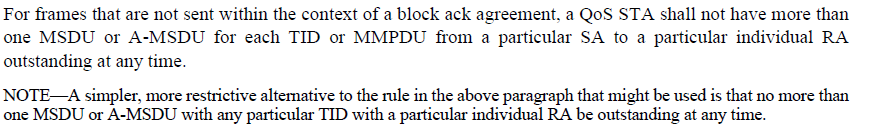 For frames that are not sent within the context of a block ack agreement, a QoS STA shall not have more than
one MSDU or A-MSDU for each TID or MMPDU from a particular SA to a particular individual RA
outstanding at any time.
NOTE—A simpler, more restrictive alternative to the rule in the above paragraph that might be used is that no more than
one MSDU or A-MSDU with any particular TID with a particular individual RA be outstanding at any time.